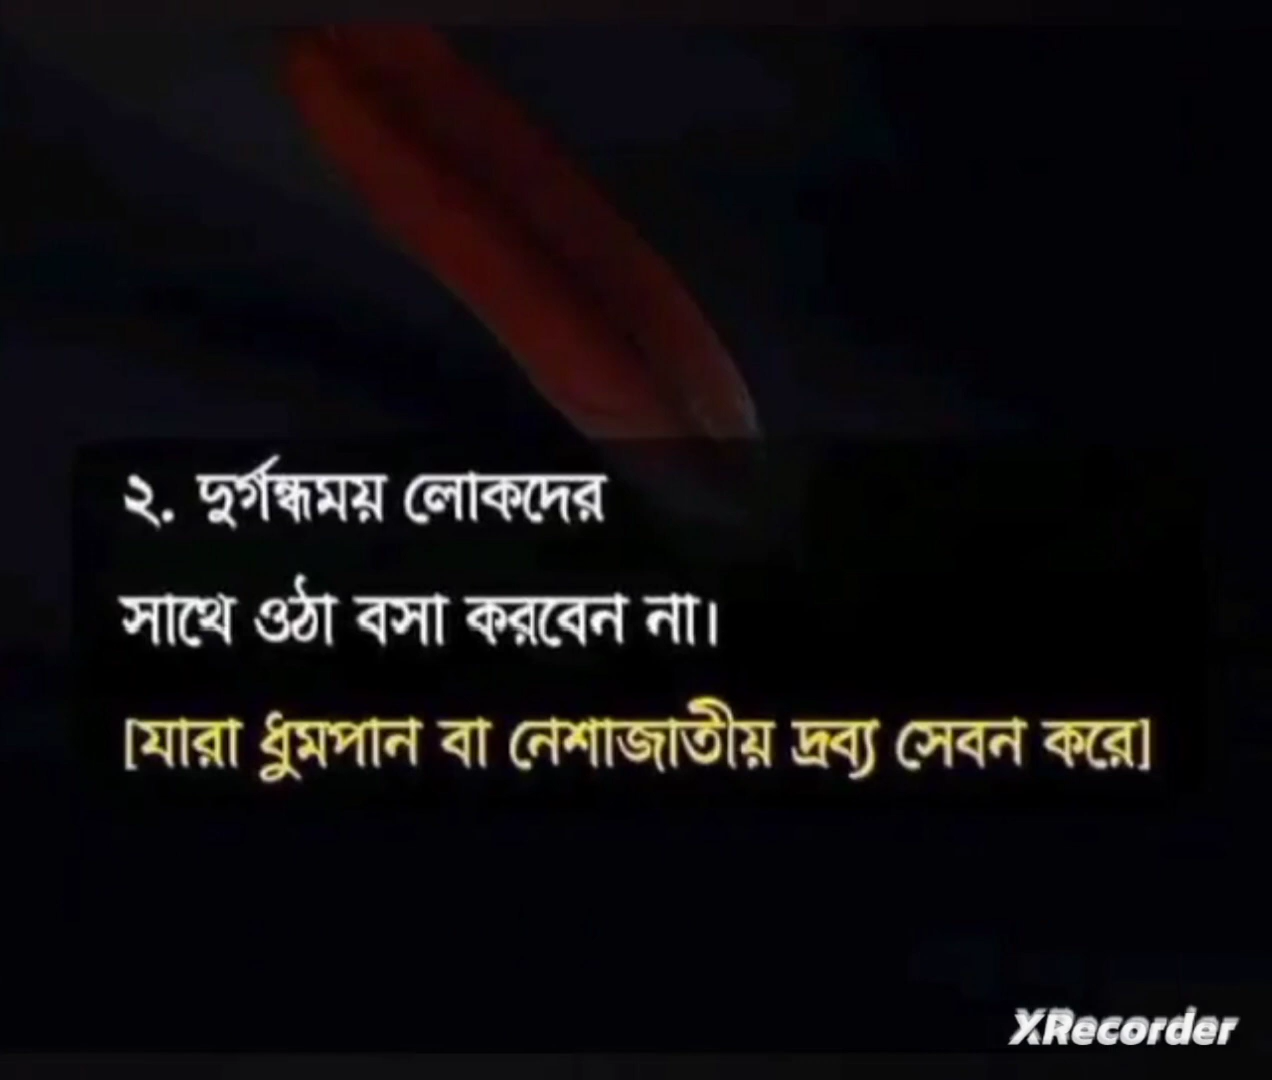 ২. দুর্গন্ধময় লোকদের
সাথে ওঠা বসা করবেন না।
[যারা ধুমপান বা নেশাজাতীয় দ্রব্য সেবন করে]
XRecorder